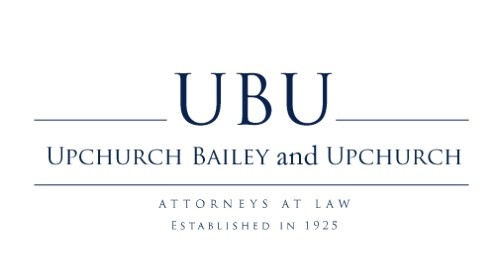 UBU
Upchurch Bailey and Upchurch
ATTORNEYS AT LAW
Established in 1925